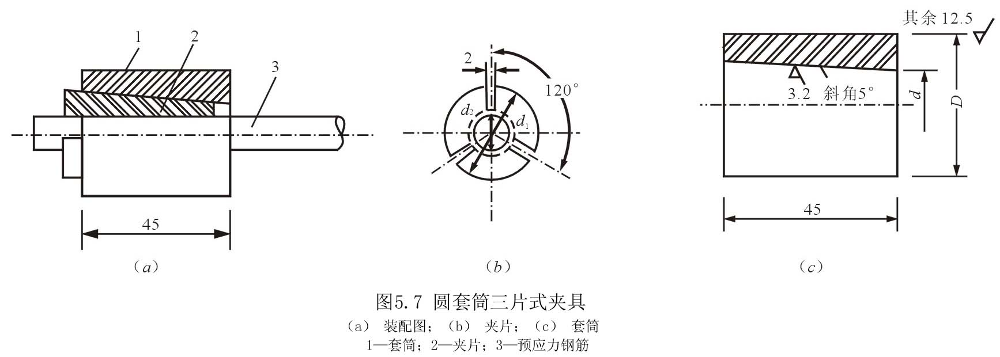 1
2
3
45
(a)
2
120°
d₂
d₁
(b)
其余12.5
3.2 斜角5°
d
D
45
(c)
图5.7 圆套筒三片式夹具
(a) 装配图；(b) 夹片；(c) 套筒
1—套筒；2—夹片；3—预应力钢筋